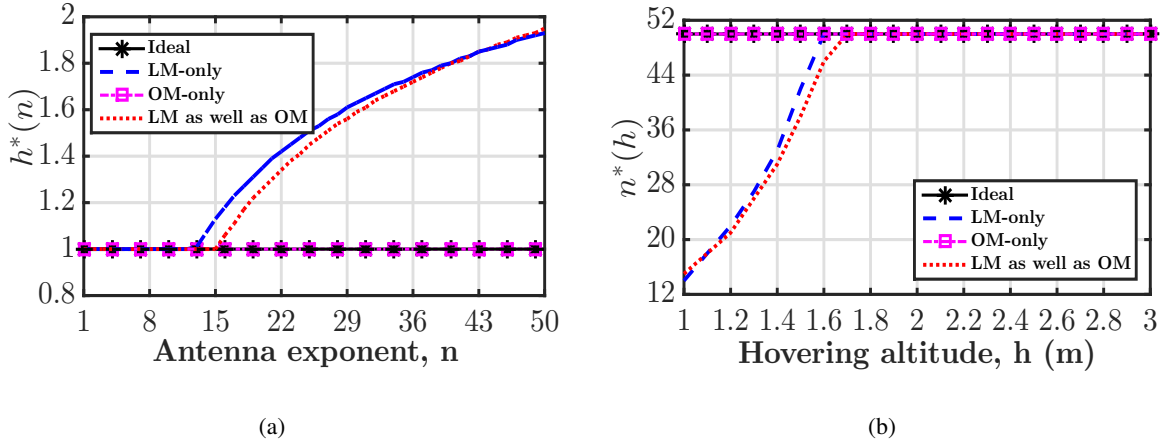 2
1.8
1.6
1.4
1.2
1
0.8
h*(n)
Ideal
LM-only
OM-only
LM as well as OM
1 8 15 22 29 36 43 50
Antenna exponent, n
(a)
52
44
36
28
20
12
n*(h)
Ideal
LM-only
OM-only
LM as well as OM
1 1.2 1.4 1.6 1.8 2 2.2 2.4 2.6 2.8 3
Hovering altitude, h (m)
(b)